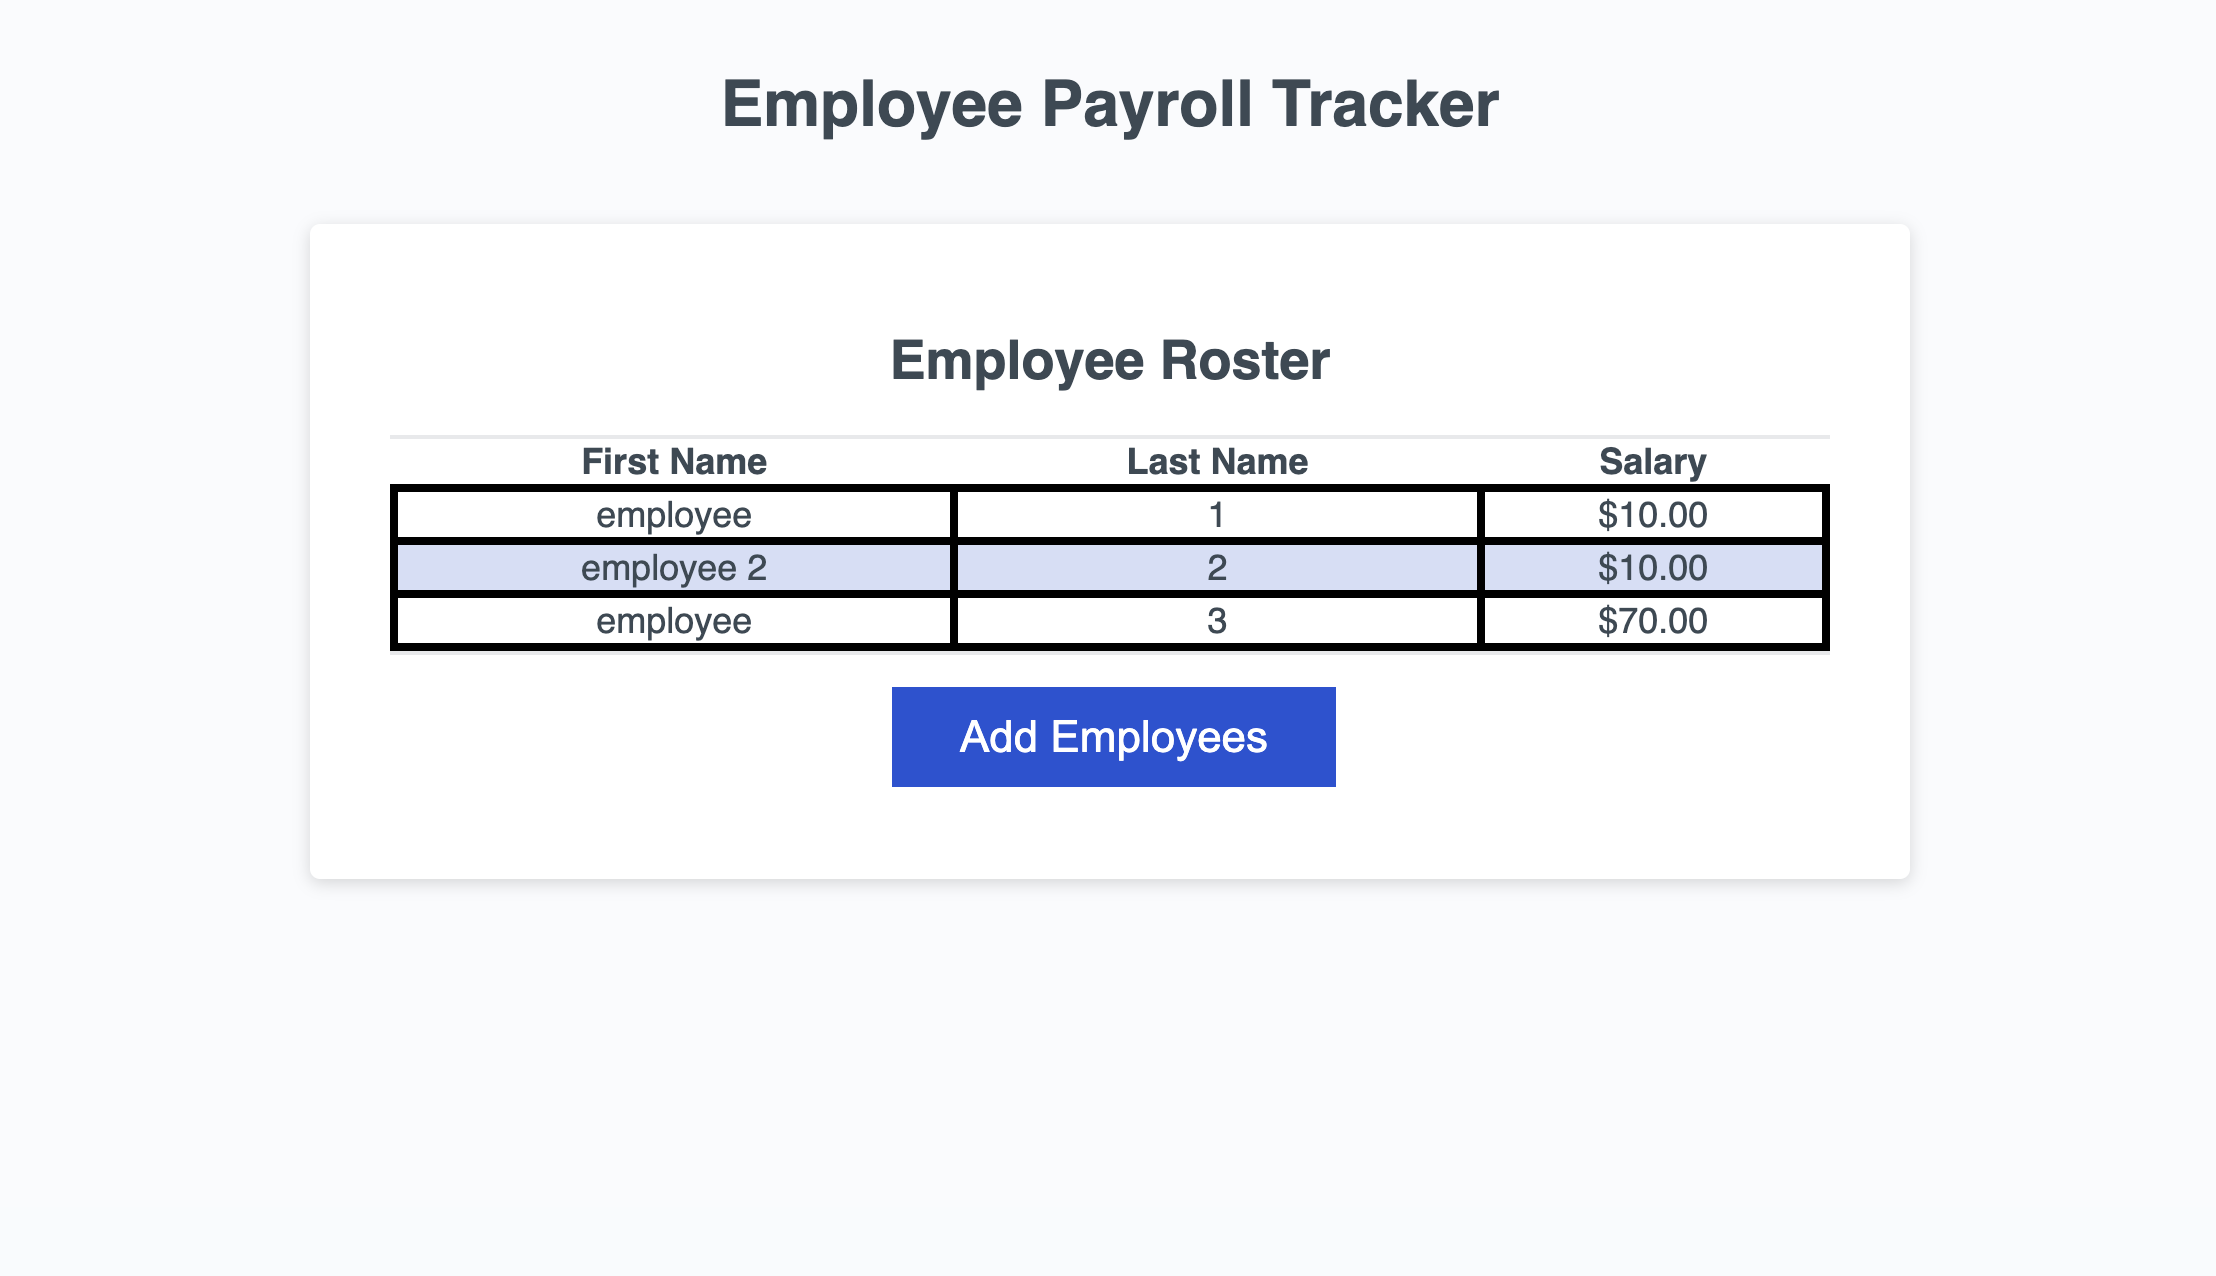 Employee Payroll Tracker
Employee Roster
First Name Last Name Salary
employee 1 $10.00
employee 2 2 $10.00
employee 3 $70.00
Add Employees